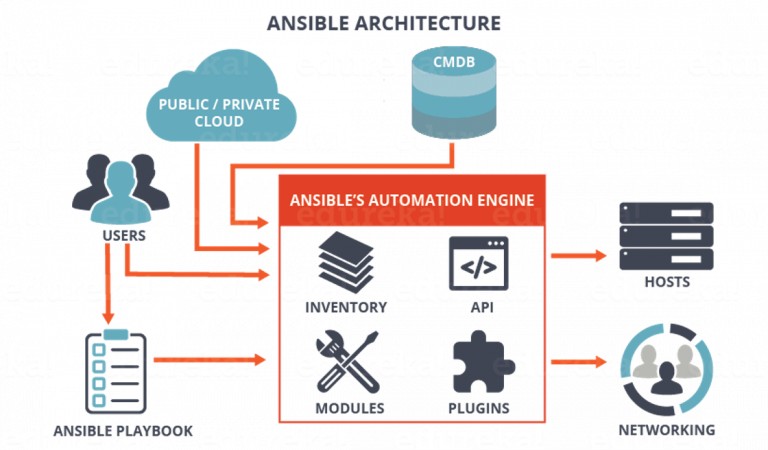 ANSIBLE ARCHITECTURE
CMDB
PUBLIC / PRIVATE
CLOUD
ANSIBLE'S AUTOMATION ENGINE
USERS
INVENTORY
</>
API
HOSTS
MODULES
PLUGINS
ANSIBLE PLAYBOOK
NETWORKING
edureka!